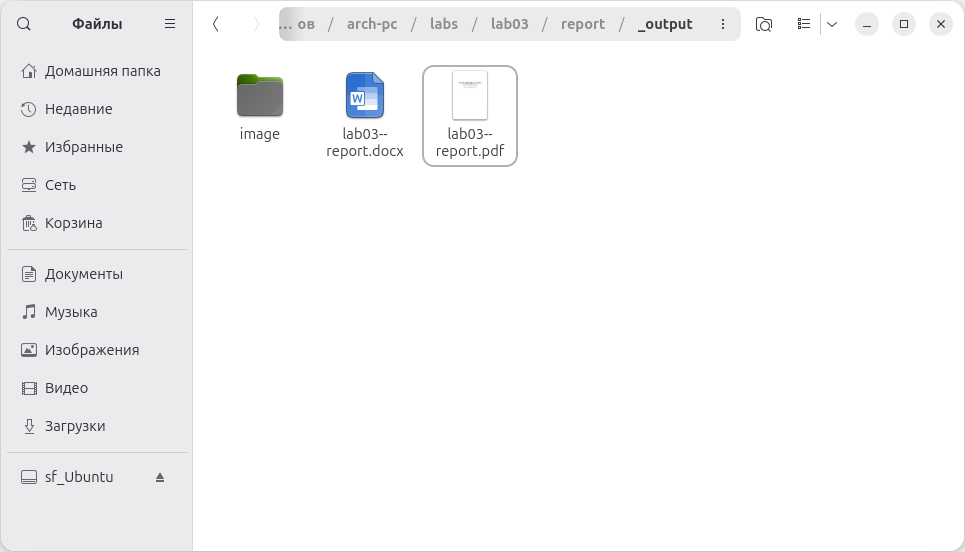 Файлы
… ов / arch-pc / labs / lab03 / report / _output
Домашняя папка
Недавние
Избранные
Сеть
Корзина
Документы
Музыка
Изображения
Видео
Загрузки
sf_Ubuntu
image
W
lab03--
report.docx
lab03--
report.pdf